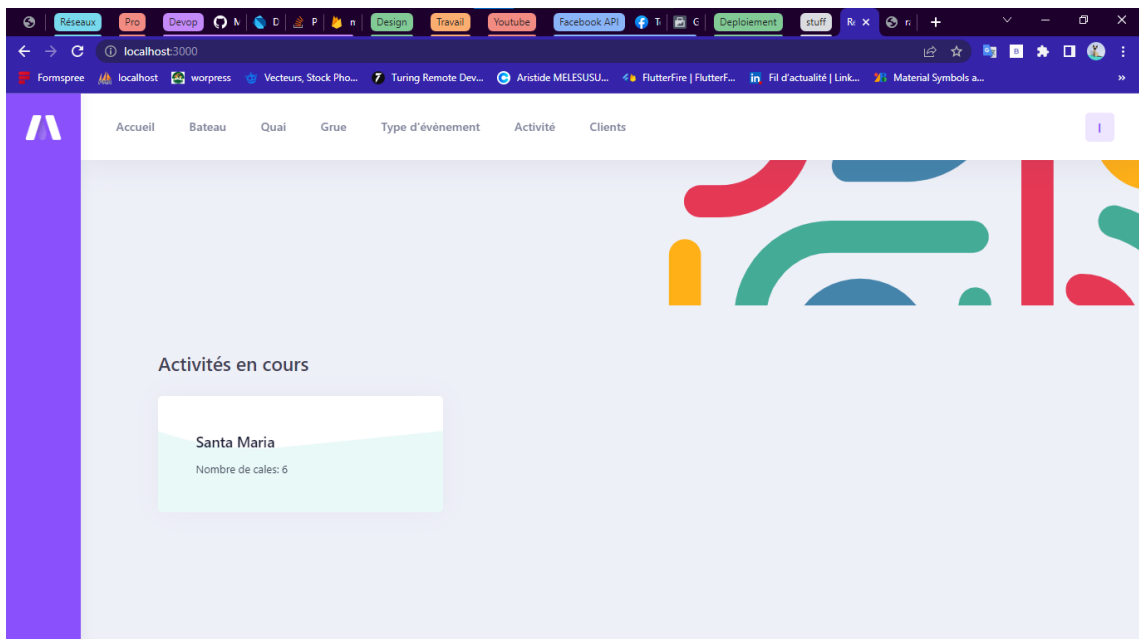 Réseaux Pro Devop N D P n Design Travail Youtube Facebook API G Deploiement stuff
localhost:3000
Formspree localhost worpress Vecteurs, Stock Pho... Turing Remote Dev... Aristide MELESUSU... FlutterFire | FlutterF... Fil d'actualité | Link... Material Symbols a... »
Accueil Bateau Quai Grue Type d'évènement Activité Clients I
Activités en cours
Santa Maria
Nombre de cales: 6